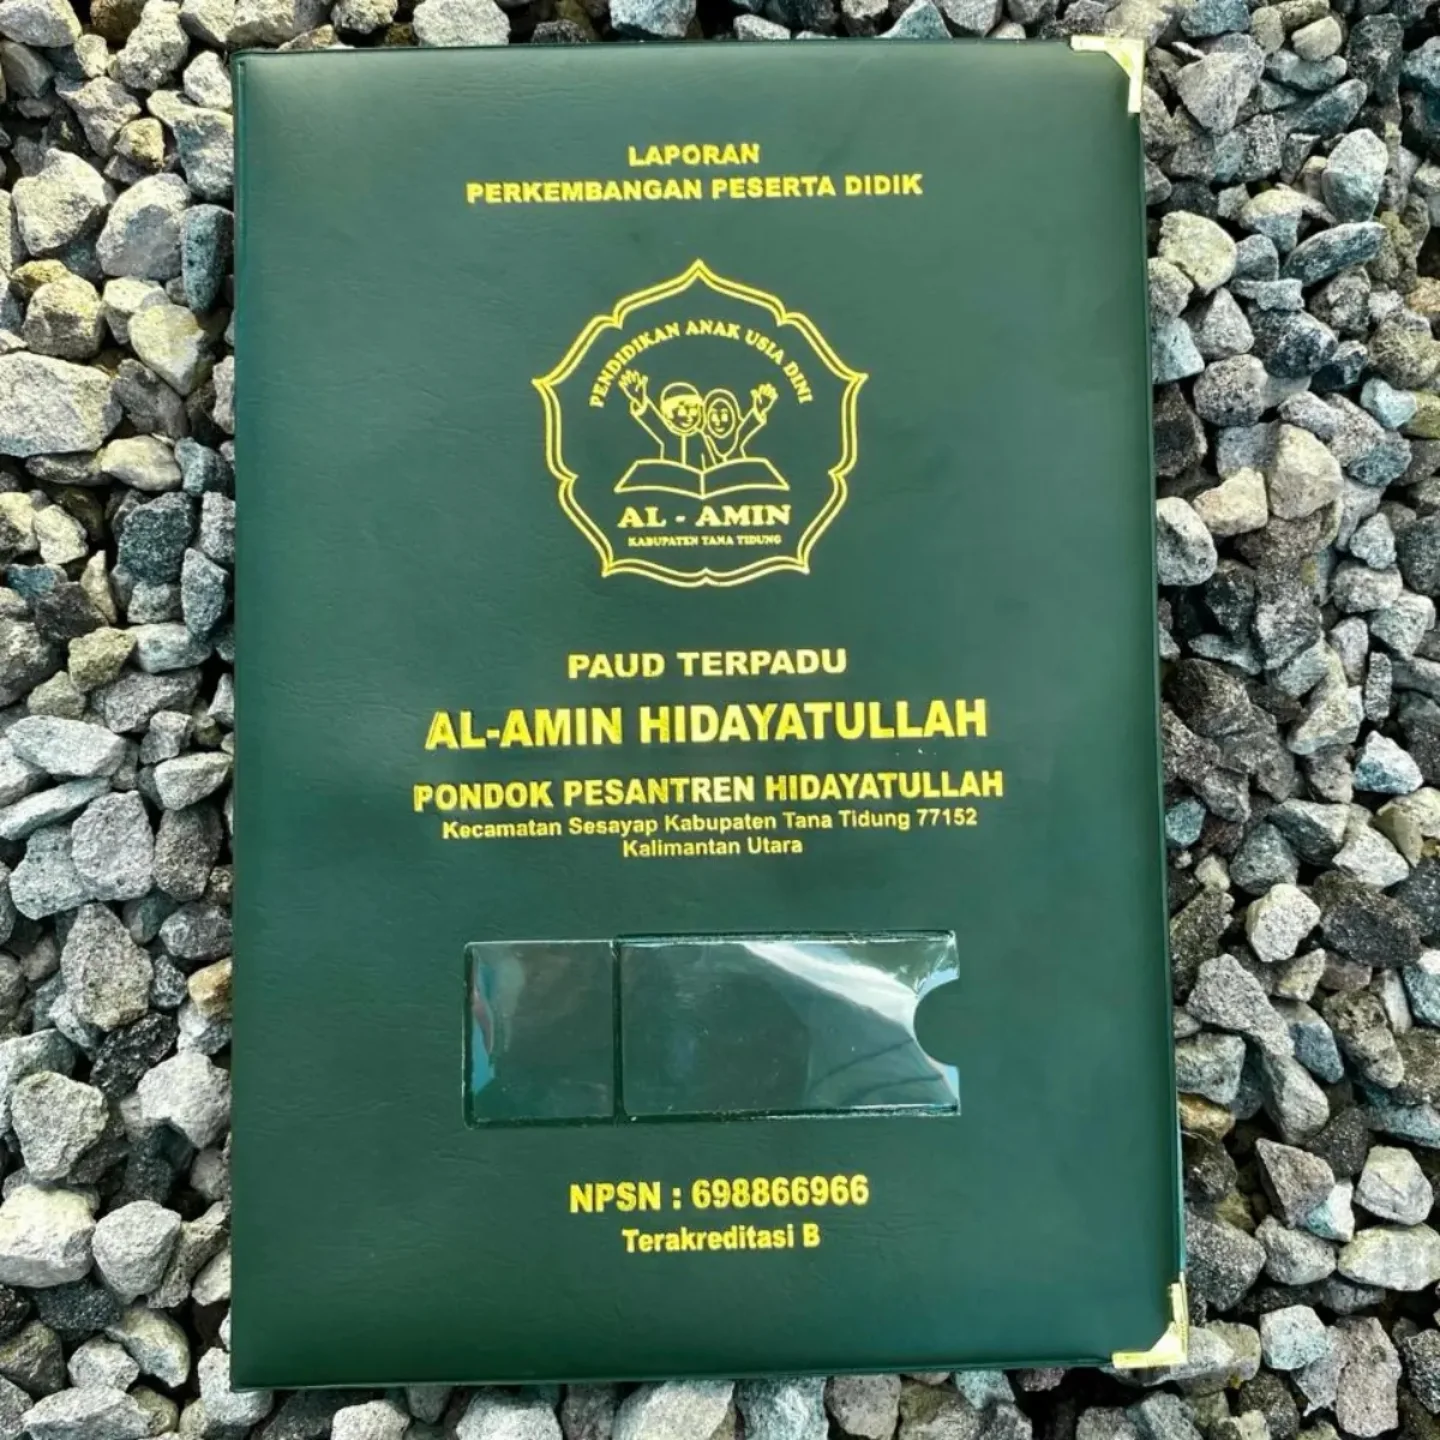 LAPORAN
PERKEMBANGAN PESERTA DIDIK
PENDIDIKAN ANAK USIA DINI
AL - AMIN
KABUPATEN TANA TIDUNG
PAUD TERPADU
AL-AMIN HIDAYATULLAH
PONDOK PESANTREN HIDAYATULLAH
Kecamatan Sesayap Kabupaten Tana Tidung 77152
Kalimantan Utara
NPSN : 698866966
Terakreditasi B